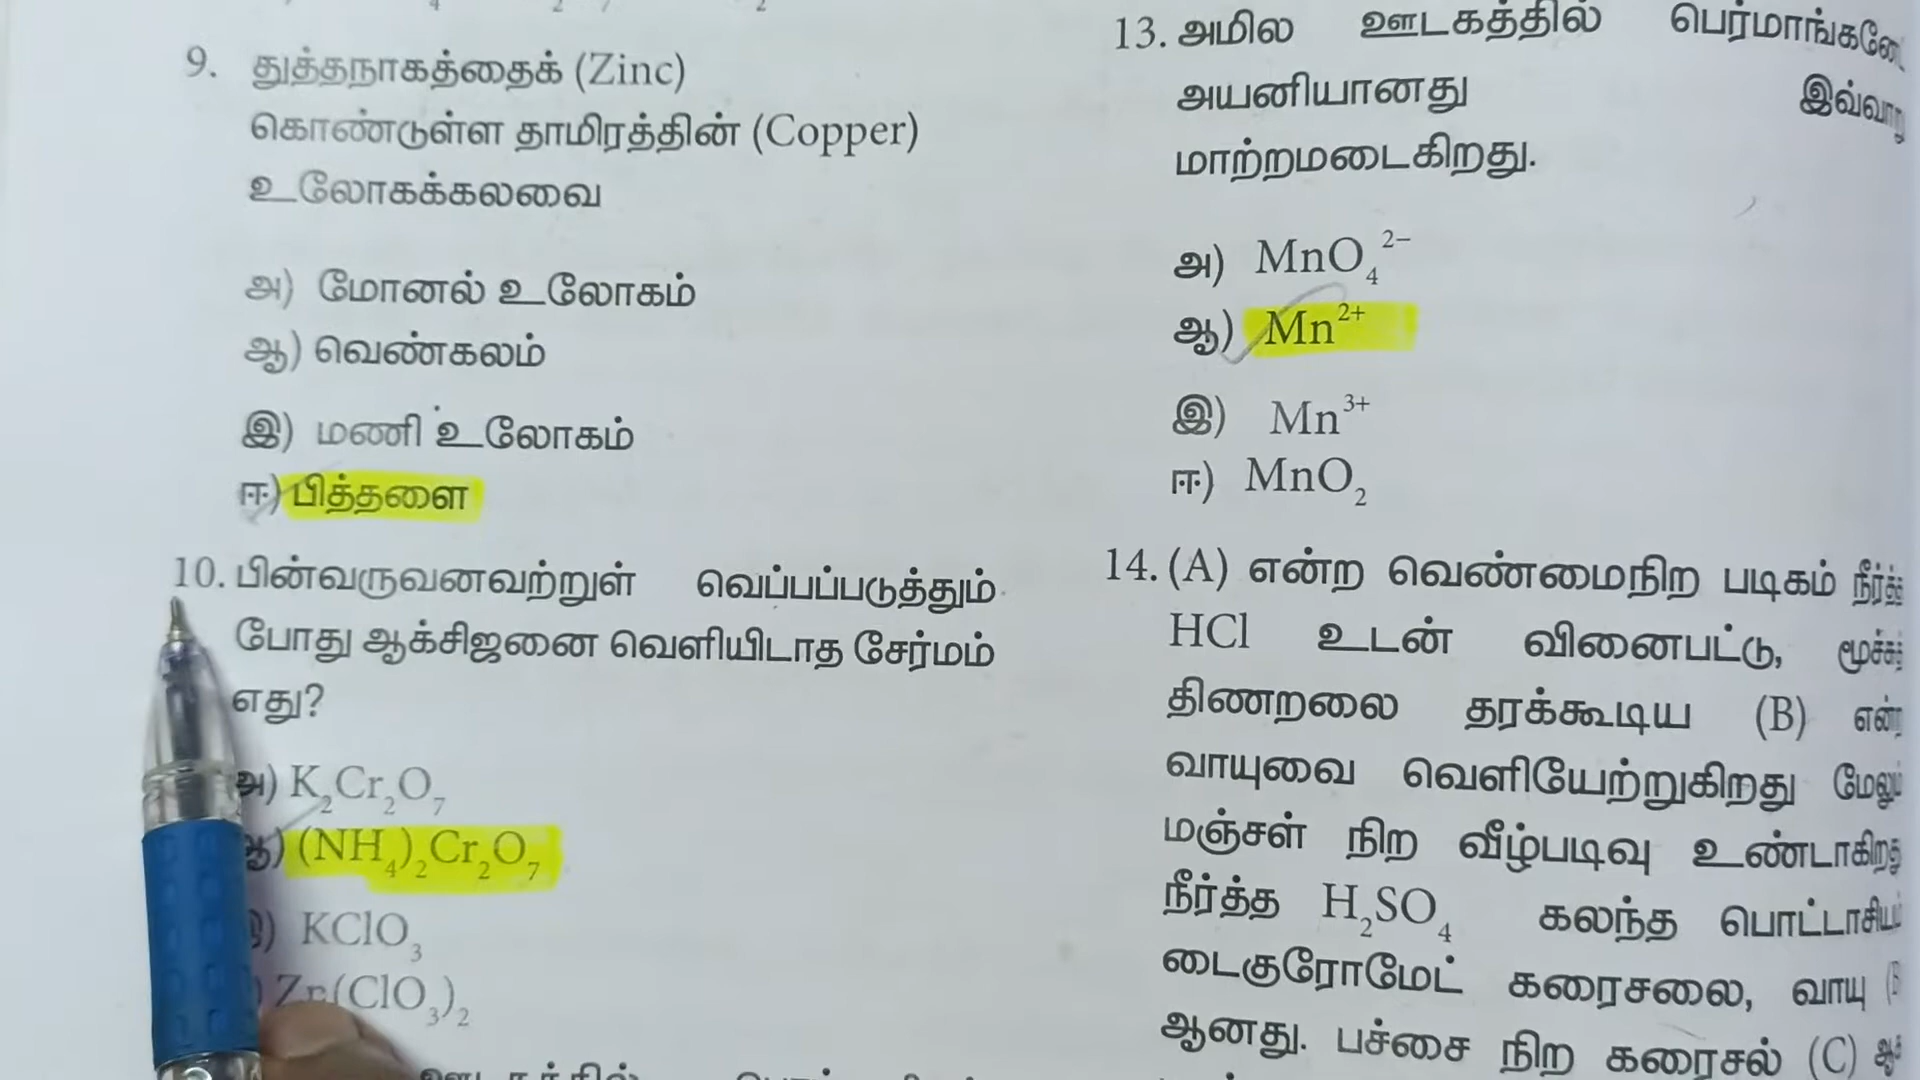 9. துத்தநாகத்தைக் (Zinc)
கொண்டுள்ள தாமிரத்தின் (Copper)
உலோகக்கலவை
அ) மோனல் உலோகம்
ஆ) வெண்கலம்
இ) மணி உலோகம்
ஈ) பித்தளை
10. பின்வருவனவற்றுள் வெப்பப்படுத்தும்
போது ஆக்சிஜனை வெளியிடாத சேர்மம்
எது?
அ) K₂Cr₂O₇
ஆ) (NH₄)₂Cr₂O₇
இ) KClO₃
Zn(ClO₃)₂
13. அமில ஊடகத்தில்
அயனியானது
மாற்றமடைகிறது.
அ) MnO₄²⁻
ஆ) Mn²⁺
இ) Mn³⁺
ஈ) MnO₂
14. (A) என்ற வெண்மைநிற படிகம்
HCl உடன் வினைபட்டு,
திணறலை தரக்கூடிய (B)
வாயுவை வெளியேற்றுகிறது
மஞ்சள் நிற வீழ்படிவு
நீர்த்த H₂SO₄ கலந்த
டைகுரோமேட் கரைசலை, வாயு
ஆனது. பச்சை நிற கரைசல் (C)